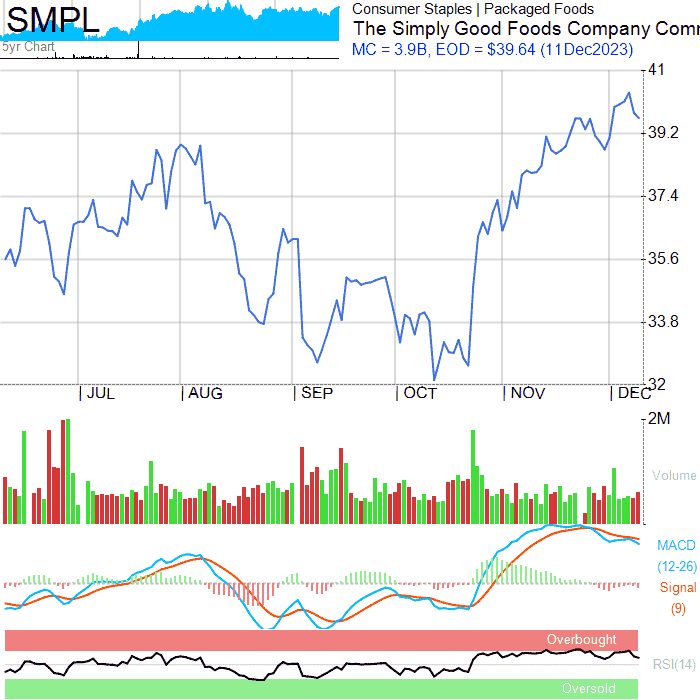 SMPL
5yr Chart
Consumer Staples | Packaged Foods
The Simply Good Foods Company Com
MC = 3.9B, EOD = $39.64 (11Dec2023)
41
39.2
37.4
35.6
33.8
32
| JUL | AUG | SEP | OCT | NOV | DEC
2M
Volume
MACD
(12-26)
Signal
(9)
Overbought
RSI(14)
Oversold